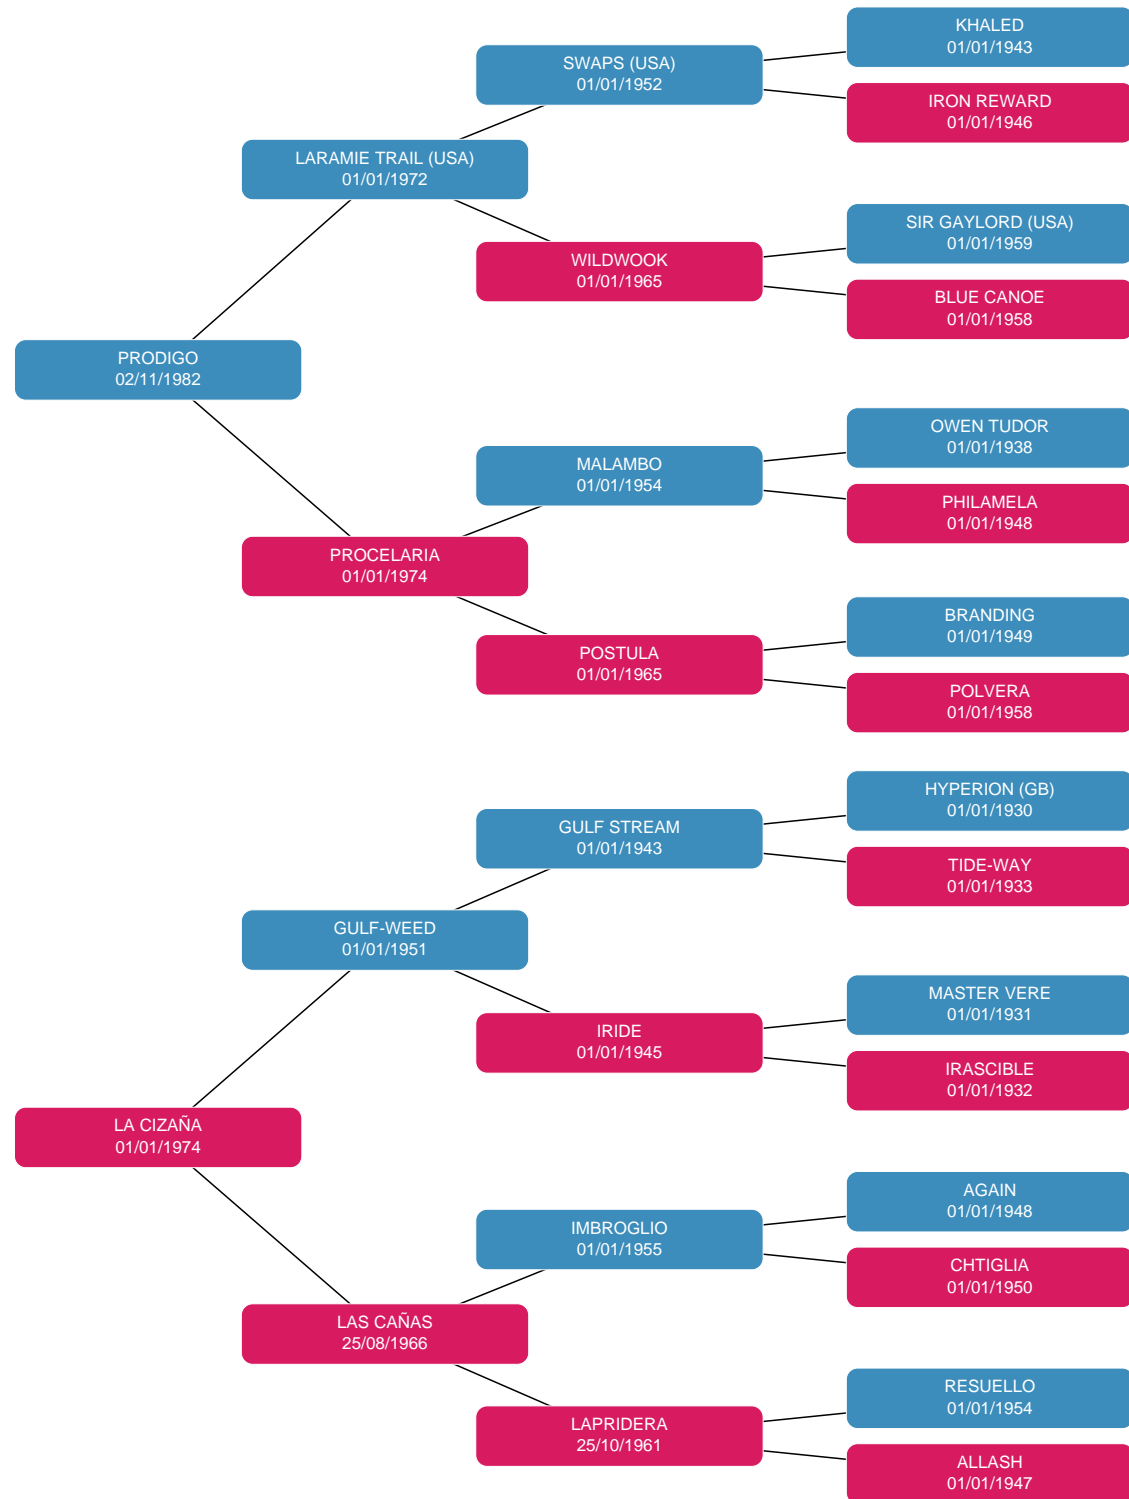 KHALED
01/01/1943
SWAPS (USA)
01/01/1952
IRON REWARD
01/01/1946
LARAMIE TRAIL (USA)
01/01/1972
SIR GAYLORD (USA)
01/01/1959
WILDWOOK
01/01/1965
BLUE CANOE
01/01/1958
PRODIGO
02/11/1982
OWEN TUDOR
01/01/1938
MALAMBO
01/01/1954
PHILAMELA
01/01/1948
PROCELARIA
01/01/1974
BRANDING
01/01/1949
POSTULA
01/01/1965
POLVERA
01/01/1958
HYPERION (GB)
01/01/1930
GULF STREAM
01/01/1943
TIDE-WAY
01/01/1933
GULF-WEED
01/01/1951
MASTER VERE
01/01/1931
IRIDE
01/01/1945
IRASCIBLE
01/01/1932
LA CIZAÑA
01/01/1974
AGAIN
01/01/1948
IMBROGLIO
01/01/1955
CHTIGLIA
01/01/1950
LAS CAÑAS
25/08/1966
RESUELLO
01/01/1954
LAPRIDERA
25/10/1961
ALLASH
01/01/1947